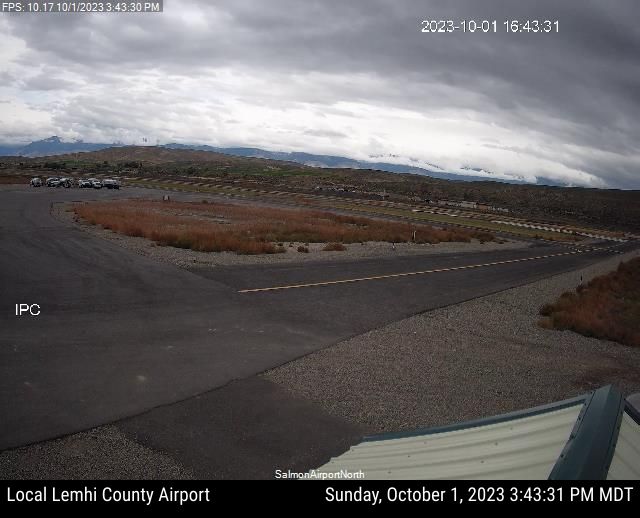 FPS: 10.17 10/1/2023 3:43:30 PM
2023-10-01 16:43:31
IPC
SalmonAirportNorth
Local Lemhi County Airport
Sunday, October 1, 2023 3:43:31 PM MDT